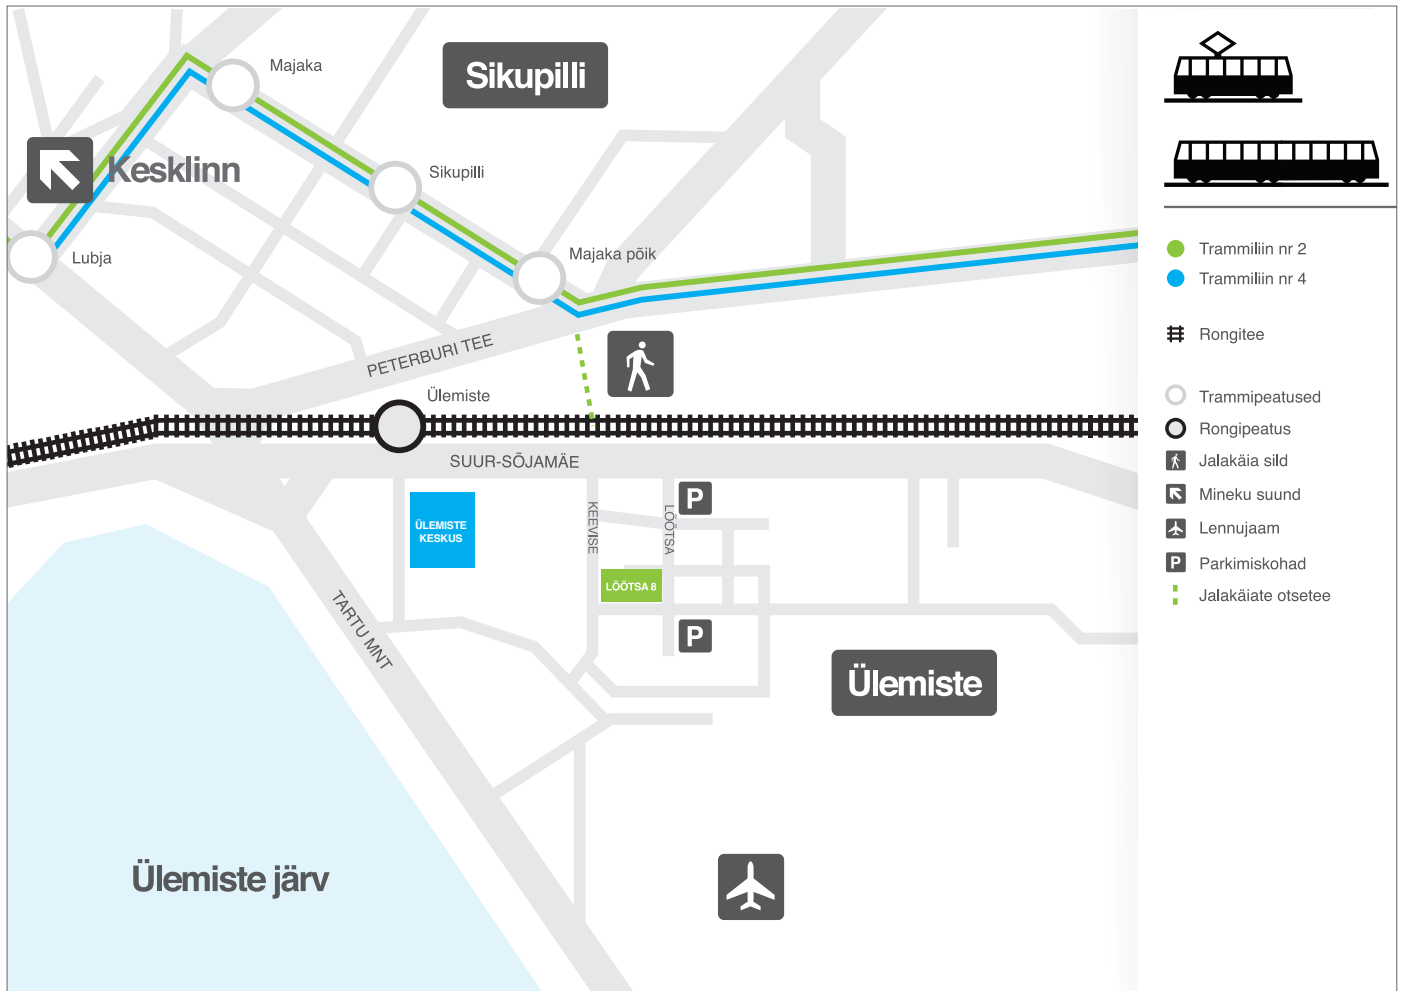 Majaka
Sikupilli
Kesklinn
Sikupilli
Lubja
Majaka põik
PETERBURI TEE
Ülemiste
SUUR-SÕJAMÄE
ÜLEMISTE
KESKUS
KEEVISE
LÕÕTSA
P
LÕÕTSA 8
P
TARTU MNT
Ülemiste
Ülemiste järv
Trammiliin nr 2
Trammiliin nr 4
Rongitee
Trammipeatused
Rongipeatus
Jalakäia sild
Mineku suund
Lennujaam
P Parkimiskohad
Jalakäiate otsetee